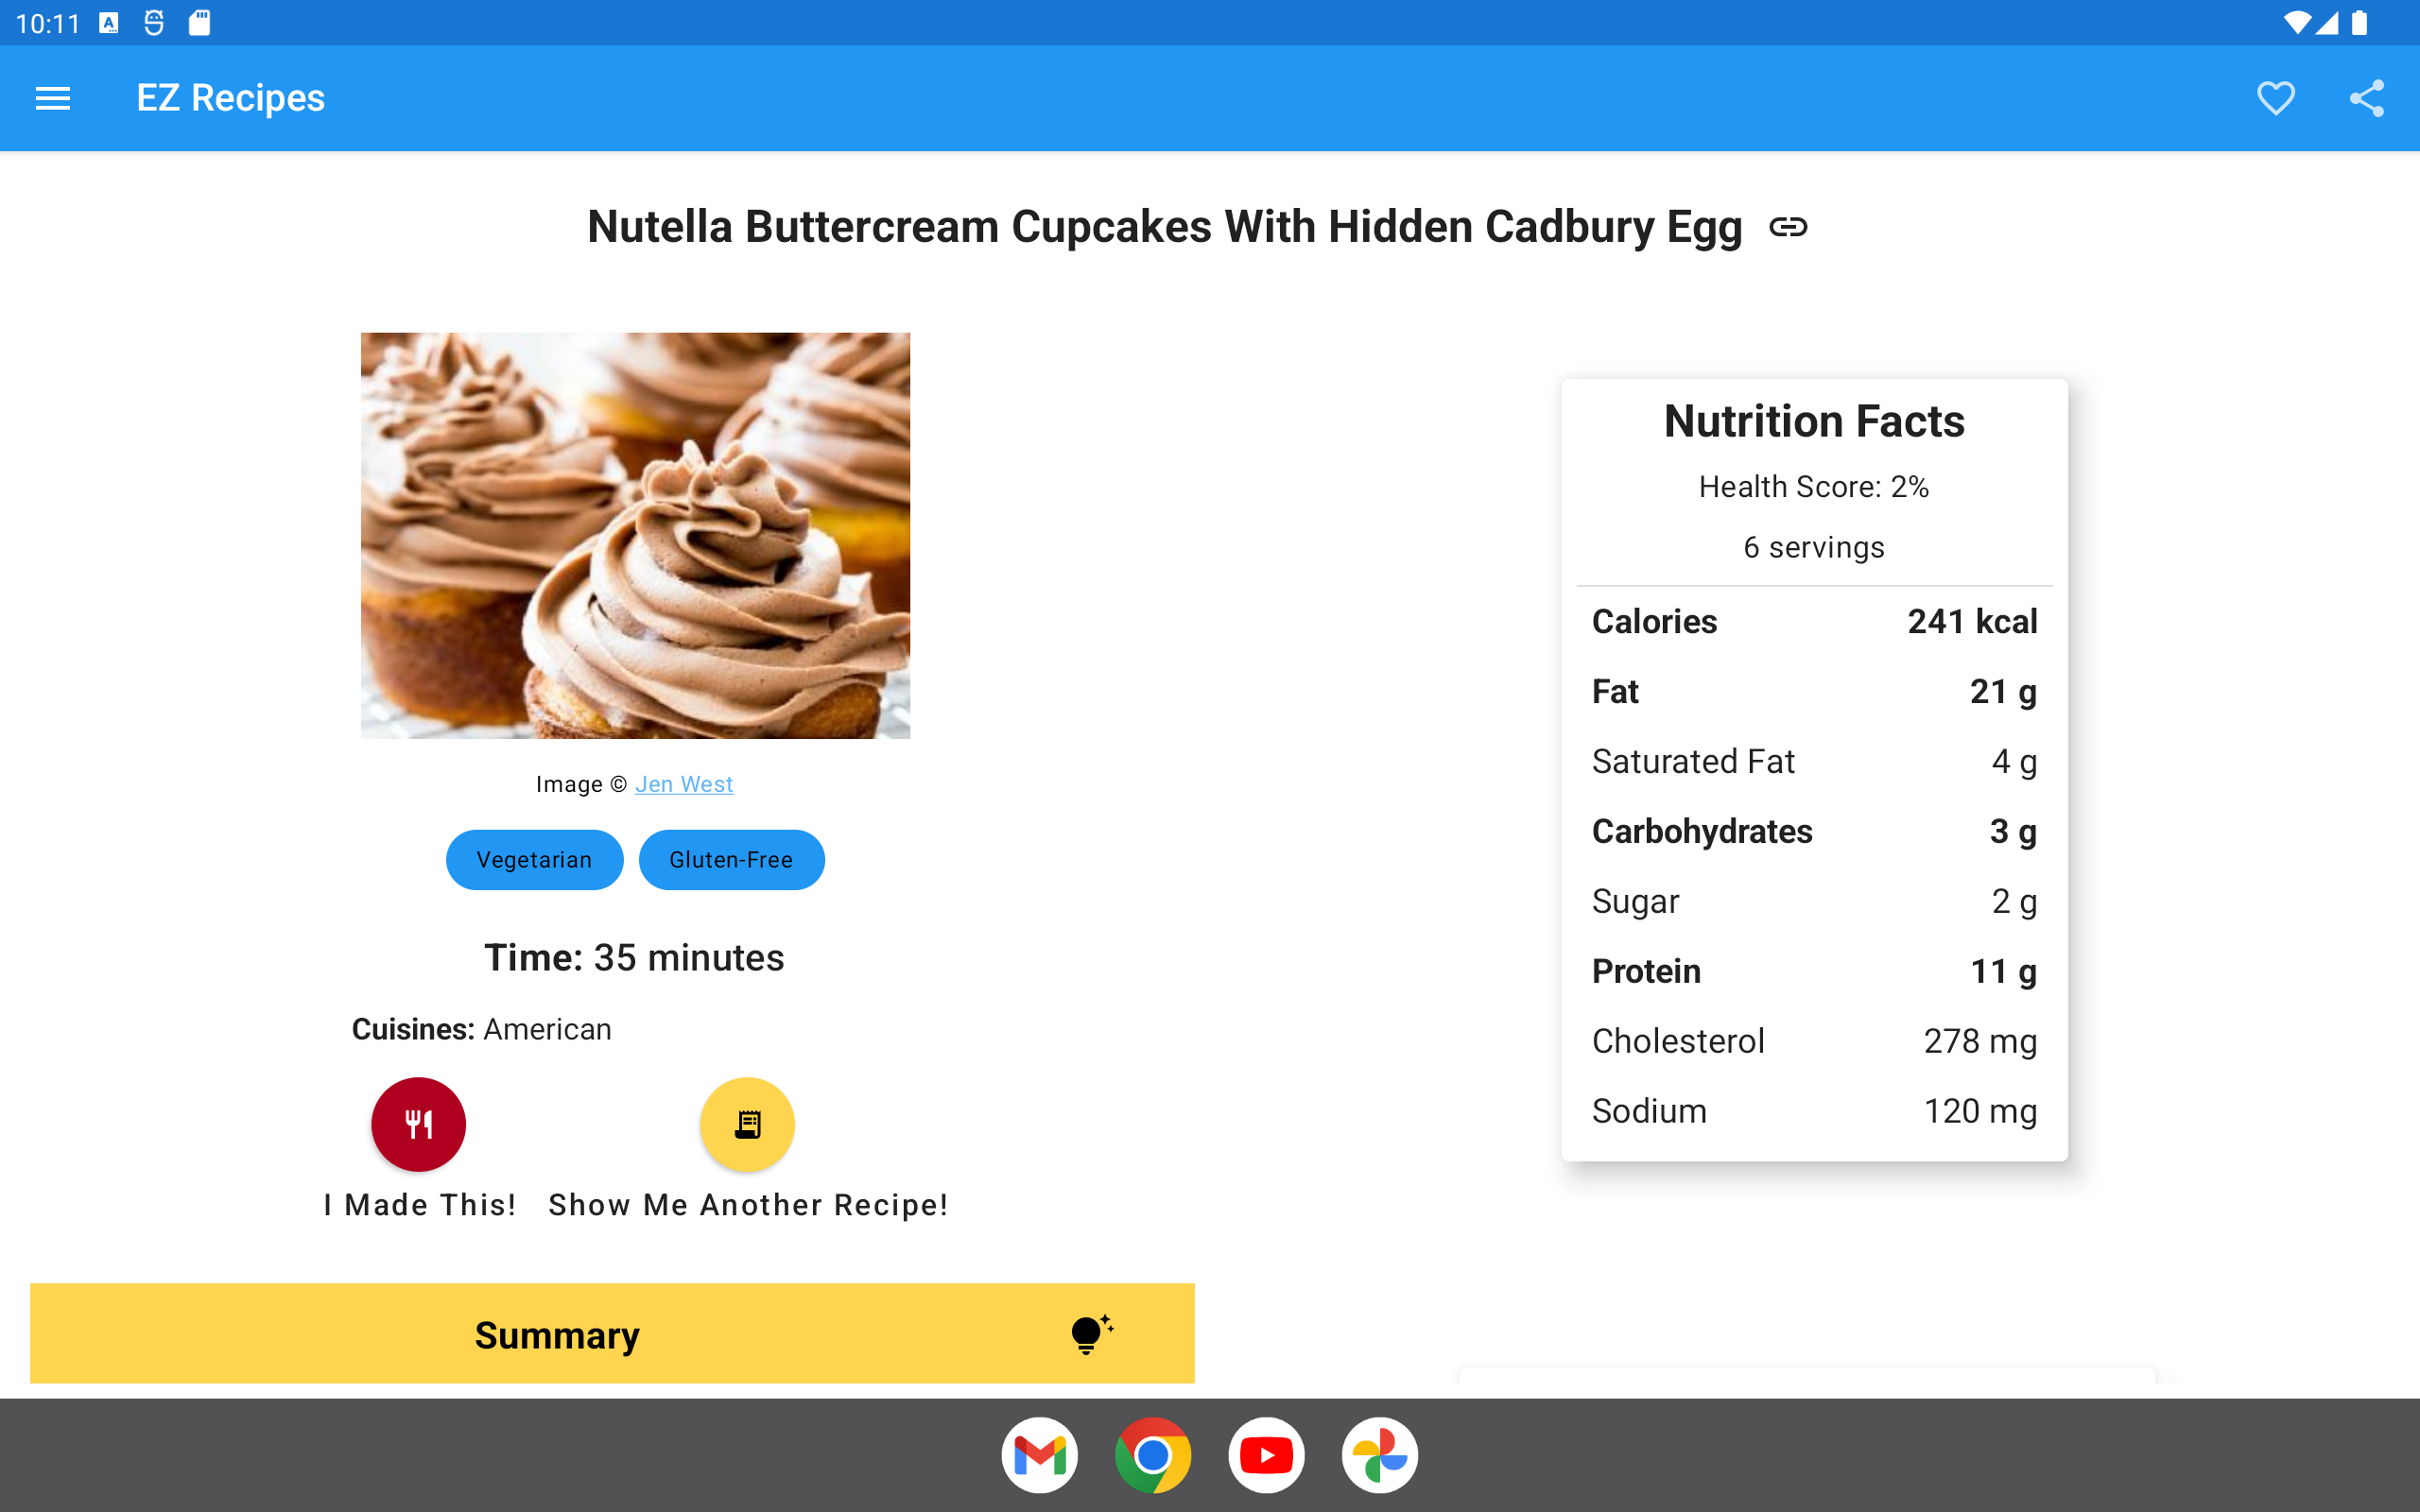 10:11
EZ Recipes
Nutella Buttercream Cupcakes With Hidden Cadbury Egg
Image © Jen West
Vegetarian
Gluten-Free
Time: 35 minutes
Cuisines: American
I Made This!
Show Me Another Recipe!
Summary
Nutrition Facts
Health Score: 2%
6 servings
Calories 241 kcal
Fat 21 g
Saturated Fat 4 g
Carbohydrates 3 g
Sugar 2 g
Protein 11 g
Cholesterol 278 mg
Sodium 120 mg